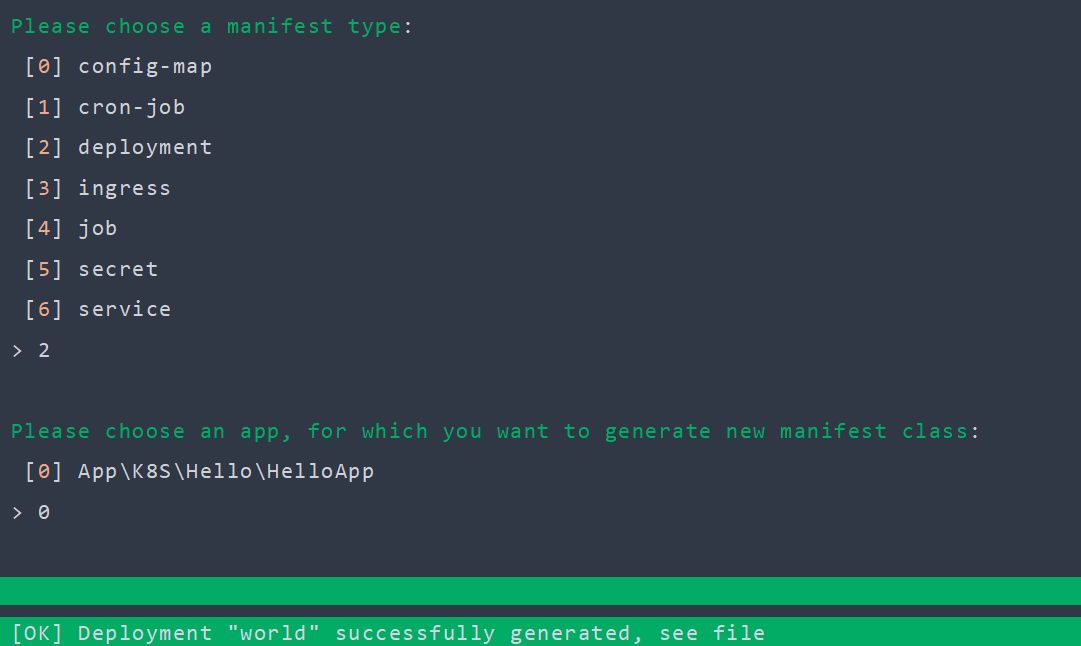 Please choose a manifest type:
[0] config-map
[1] cron-job
[2] deployment
[3] ingress
[4] job
[5] secret
[6] service
> 2
Please choose an app, for which you want to generate new manifest class:
[0] App\K8S\Hello\HelloApp
> 0
[OK] Deployment "world" successfully generated, see file